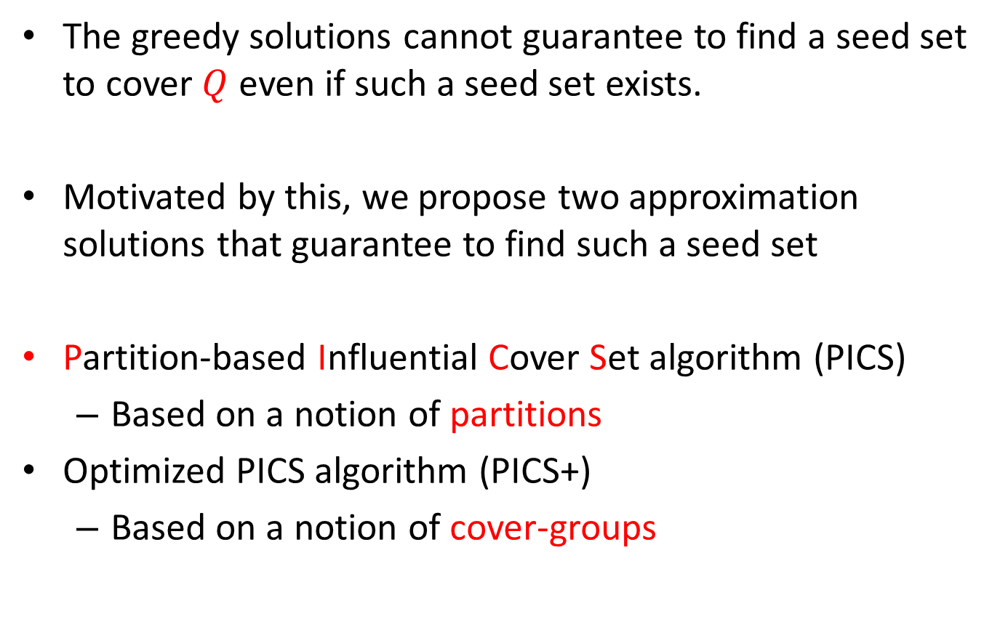 • The greedy solutions cannot guarantee to find a seed set
to cover Q even if such a seed set exists.
• Motivated by this, we propose two approximation
solutions that guarantee to find such a seed set
• Partition-based Influential Cover Set algorithm (PICS)
– Based on a notion of partitions
• Optimized PICS algorithm (PICS+)
– Based on a notion of cover-groups